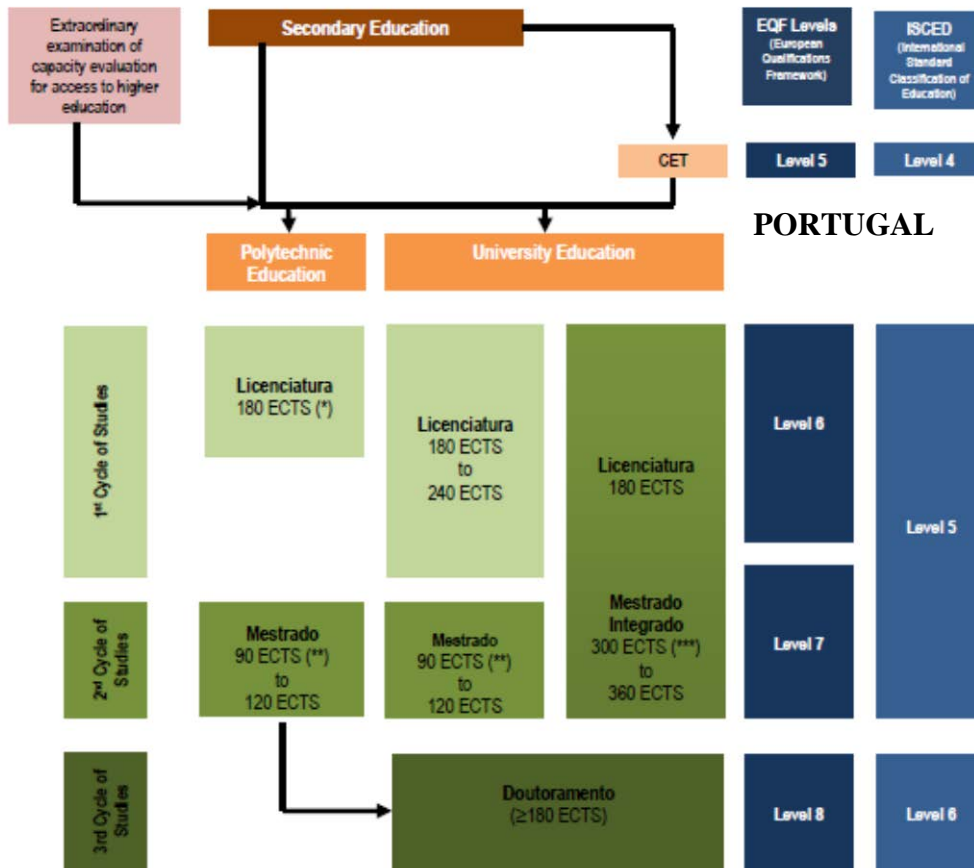 Extraordinary
examination of
capacity evaluation
for access to higher
education
Secondary Education
EQF Levels
(European
Qualifications
Framework)
ISCED
(International
Standard
Classification of
Education)
CET
Level 5
Level 4
PORTUGAL
Polytechnic
Education
University Education
1st Cycle of Studies
Licenciatura
180 ECTS (*)
Licenciatura
180 ECTS
to
240 ECTS
Licenciatura
180 ECTS
Level 6
Level 5
2nd Cycle of
Studies
Mestrado
90 ECTS (**)
to
120 ECTS
Mestrado
90 ECTS (**)
to
120 ECTS
Mestrado
Integrado
300 ECTS (***)
to
360 ECTS
Level 7
3rd Cycle of
Studies
Doutoramento
(≥180 ECTS)
Level 8
Level 6